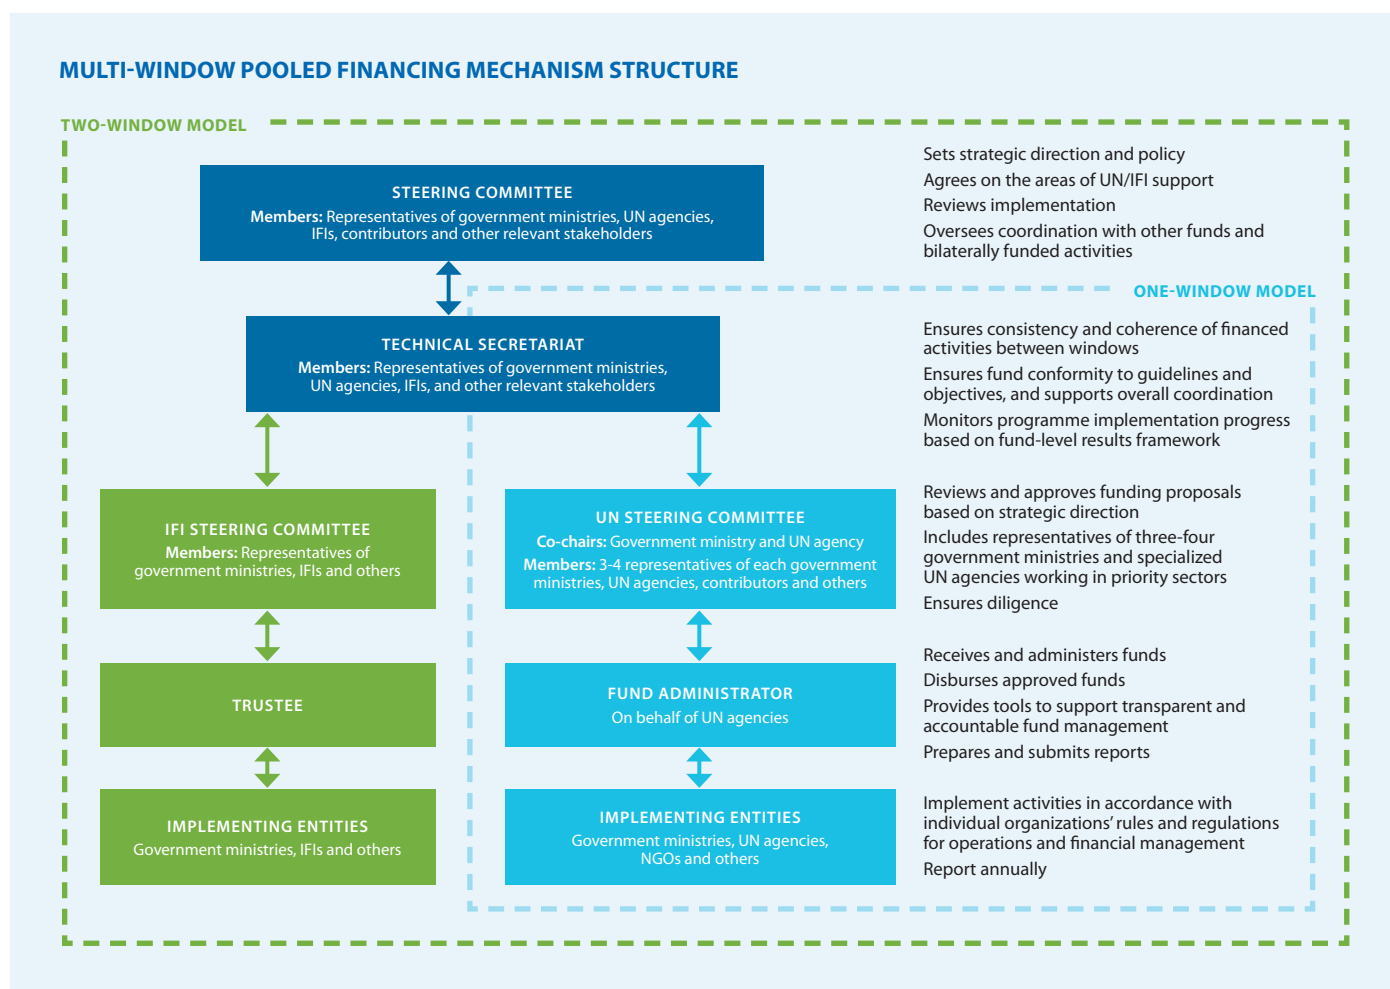 MULTI-WINDOW POOLED FINANCING MECHANISM STRUCTURE
TWO-WINDOW MODEL
STEERING COMMITTEE
Members: Representatives of government ministries, UN agencies,
IFIs, contributors and other relevant stakeholders
Sets strategic direction and policy
Agrees on the areas of UN/IFI support
Reviews implementation
Oversees coordination with other funds and
bilaterally funded activities
ONE-WINDOW MODEL
TECHNICAL SECRETARIAT
Members: Representatives of government ministries,
UN agencies, IFIs, and other relevant stakeholders
Ensures consistency and coherence of financed
activities between windows
Ensures fund conformity to guidelines and
objectives, and supports overall coordination
Monitors programme implementation progress
based on fund-level results framework
IFI STEERING COMMITTEE
Members: Representatives of
government ministries, IFIs and others
UN STEERING COMMITTEE
Co-chairs: Government ministry and UN agency
Members: 3-4 representatives of each government
ministries, UN agencies, contributors and others
Reviews and approves funding proposals
based on strategic direction
Includes representatives of three-four
government ministries and specialized
UN agencies working in priority sectors
Ensures diligence
TRUSTEE
FUND ADMINISTRATOR
On behalf of UN agencies
Receives and administers funds
Disburses approved funds
Provides tools to support transparent and
accountable fund management
Prepares and submits reports
IMPLEMENTING ENTITIES
Government ministries, IFIs and others
IMPLEMENTING ENTITIES
Government ministries, UN agencies,
NGOs and others
Implement activities in accordance with
individual organizations’ rules and regulations
for operations and financial management
Report annually